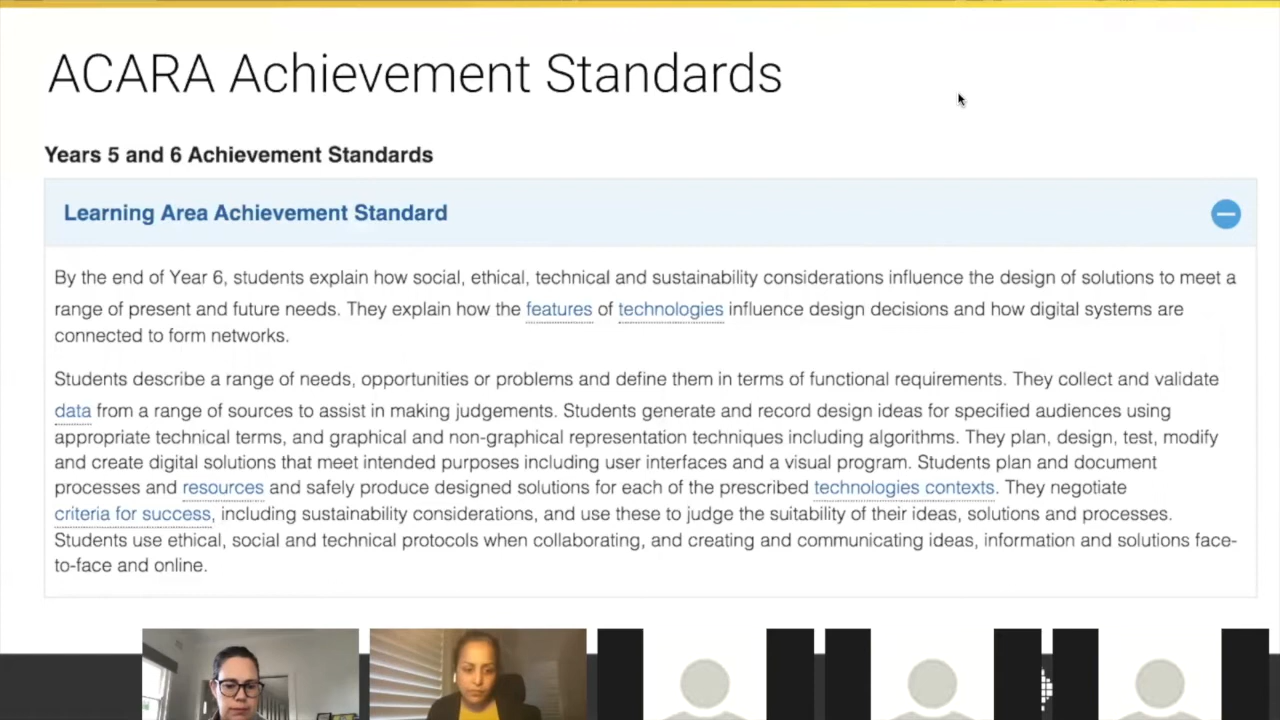 ACARA Achievement Standards
Years 5 and 6 Achievement Standards
Learning Area Achievement Standard
By the end of Year 6, students explain how social, ethical, technical and sustainability considerations influence the design of solutions to meet a
range of present and future needs. They explain how the features of technologies influence design decisions and how digital systems are
connected to form networks.
Students describe a range of needs, opportunities or problems and define them in terms of functional requirements. They collect and validate
data from a range of sources to assist in making judgements. Students generate and record design ideas for specified audiences using
appropriate technical terms, and graphical and non-graphical representation techniques including algorithms. They plan, design, test, modify
and create digital solutions that meet intended purposes including user interfaces and a visual program. Students plan and document
processes and resources and safely produce designed solutions for each of the prescribed technologies contexts. They negotiate
criteria for success, including sustainability considerations, and use these to judge the suitability of their ideas, solutions and processes.
Students use ethical, social and technical protocols when collaborating, and creating and communicating ideas, information and solutions face-
to-face and online.